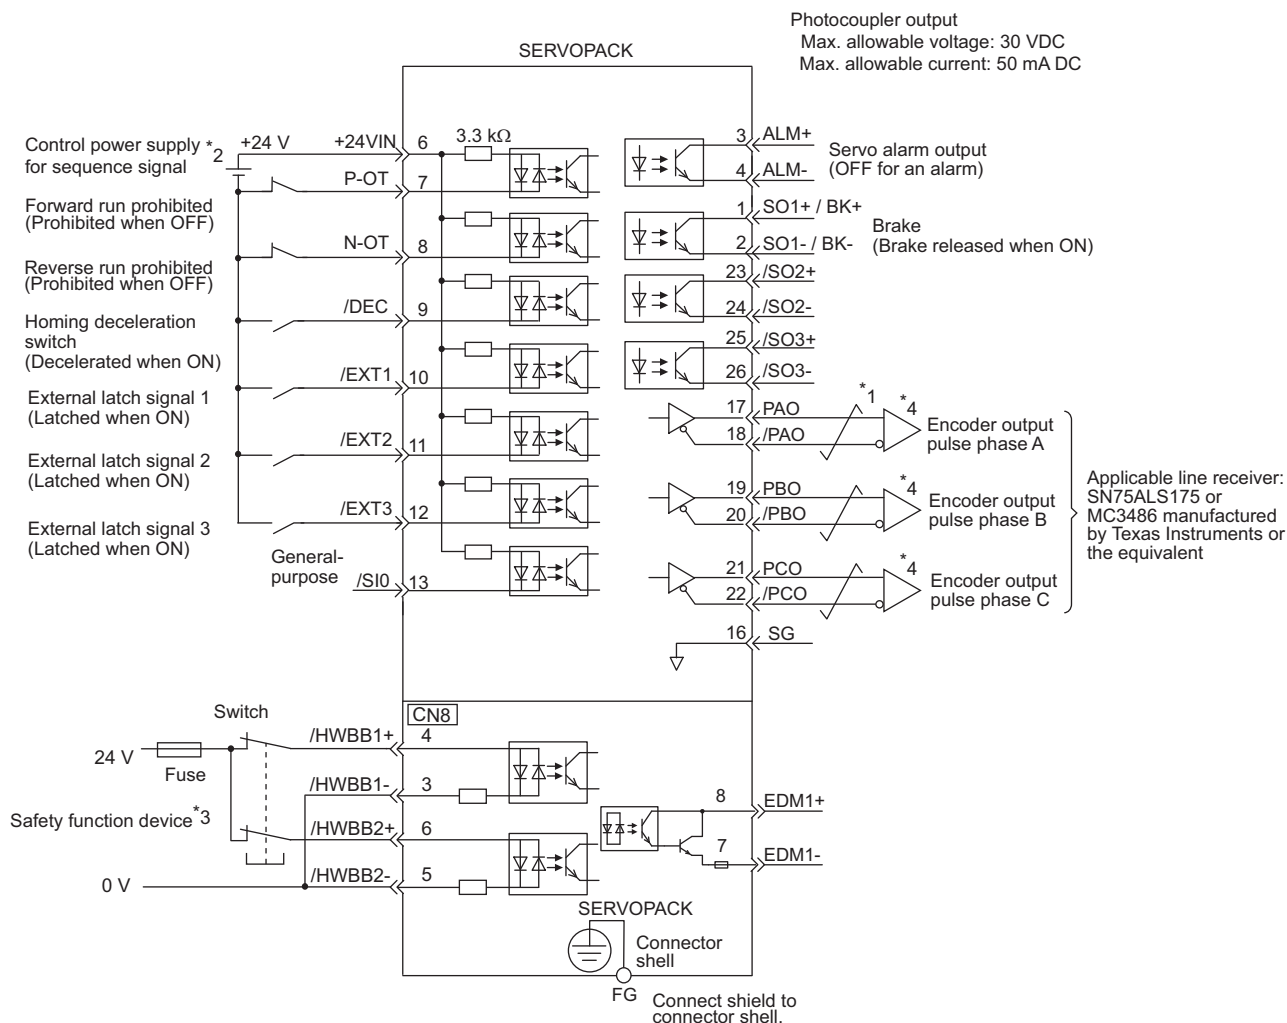 Photocoupler output
Max. allowable voltage: 30 VDC
Max. allowable current: 50 mA DC
SERVOPACK
Control power supply *2
for sequence signal
+24 V
+24VIN
6
3.3 kΩ
P-OT
7
Forward run prohibited
(Prohibited when OFF)
N-OT
8
Reverse run prohibited
(Prohibited when OFF)
/DEC
9
Homing deceleration
switch
(Decelerated when ON)
/EXT1
10
External latch signal 1
(Latched when ON)
/EXT2
11
External latch signal 2
(Latched when ON)
/EXT3
12
External latch signal 3
(Latched when ON)
General-
purpose
/SI0
13
3
ALM+
4
ALM-
Servo alarm output
(OFF for an alarm)
1
SO1+ / BK+
2
SO1- / BK-
Brake
(Brake released when ON)
23
/SO2+
24
/SO2-
25
/SO3+
26
/SO3-
17
PAO
18
/PAO
*1
*4
Encoder output
pulse phase A
19
PBO
20
/PBO
*4
Encoder output
pulse phase B
21
PCO
22
/PCO
*4
Encoder output
pulse phase C
Applicable line receiver:
SN75ALS175 or
MC3486 manufactured
by Texas Instruments or
the equivalent
16
SG
CN8
Switch
24 V
Fuse
/HWBB1+
4
/HWBB1-
3
Safety function device*3
/HWBB2+
6
/HWBB2-
5
0 V
8
EDM1+
7
EDM1-
SERVOPACK
Connector
shell
FG
Connect shield to
connector shell.